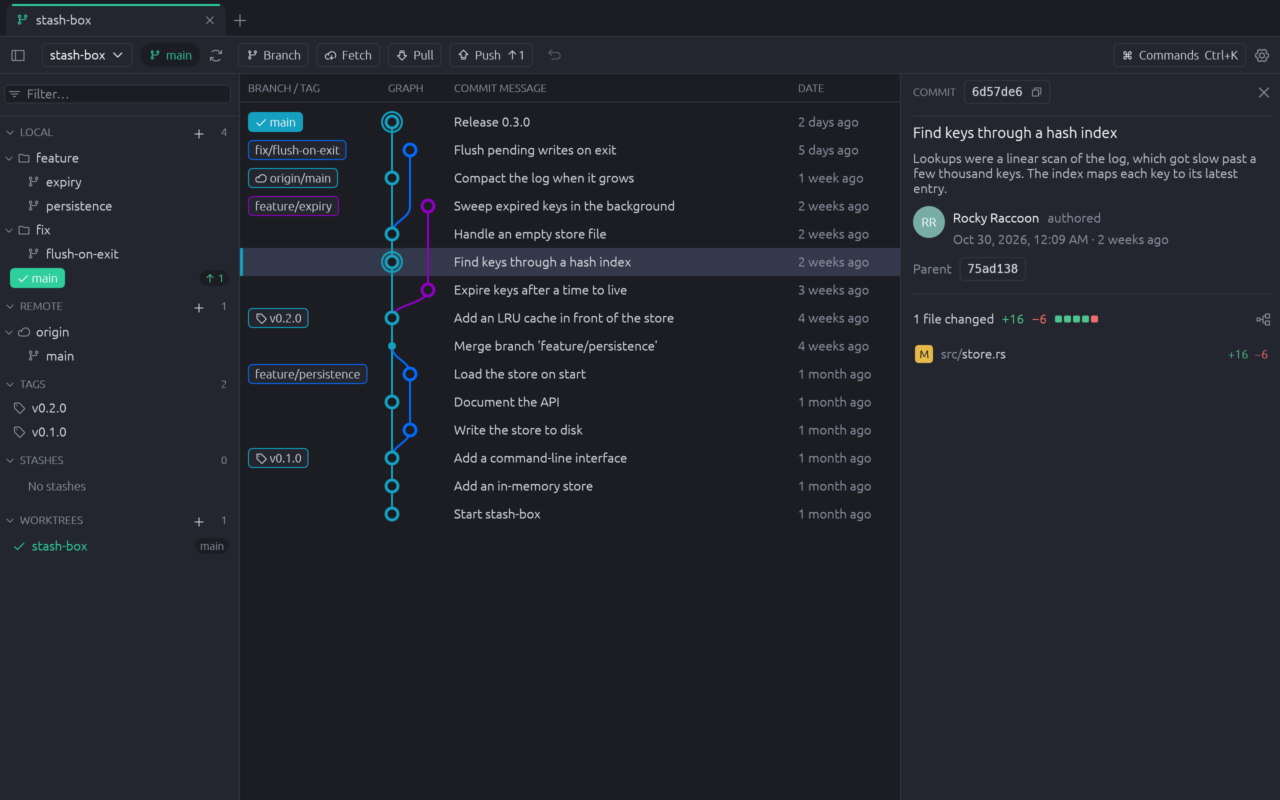 stash-box
stash-box
main
Branch
Fetch
Pull
Push ↑1
⌘ Commands Ctrl+K
Filter…
LOCAL + 4
feature
expiry
persistence
fix
flush-on-exit
main ↑ 1
REMOTE + 1
origin
main
TAGS 2
v0.2.0
v0.1.0
STASHES 0
No stashes
WORKTREES + 1
stash-box main
BRANCH / TAG GRAPH COMMIT MESSAGE DATE
main Release 0.3.0 2 days ago
fix/flush-on-exit Flush pending writes on exit 5 days ago
origin/main Compact the log when it grows 1 week ago
feature/expiry Sweep expired keys in the background 2 weeks ago
Handle an empty store file 2 weeks ago
Find keys through a hash index 2 weeks ago
Expire keys after a time to live 3 weeks ago
v0.2.0 Add an LRU cache in front of the store 4 weeks ago
Merge branch 'feature/persistence' 4 weeks ago
feature/persistence Load the store on start 1 month ago
Document the API 1 month ago
Write the store to disk 1 month ago
v0.1.0 Add a command-line interface 1 month ago
Add an in-memory store 1 month ago
Start stash-box 1 month ago
COMMIT 6d57de6
Find keys through a hash index
Lookups were a linear scan of the log, which got slow past a
few thousand keys. The index maps each key to its latest
entry.
RR Rocky Raccoon authored
Oct 30, 2026, 12:09 AM · 2 weeks ago
Parent 75ad138
1 file changed +16 −6
M src/store.rs +16 −6